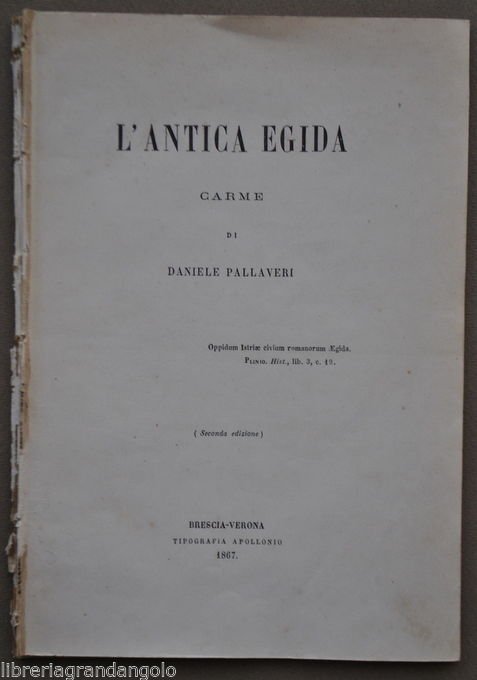 L'ANTICA EGIDA
CARME
DI
DANIELE PALLAVERI
Oppidum Istriæ civium romanorum Ægida.
PLINIO. Hist., lib. 3, c. 19.
( Seconda edizione )
BRESCIA-VERONA
TIPOGRAFIA APOLLONIO
1867.
libreriagrandangolo